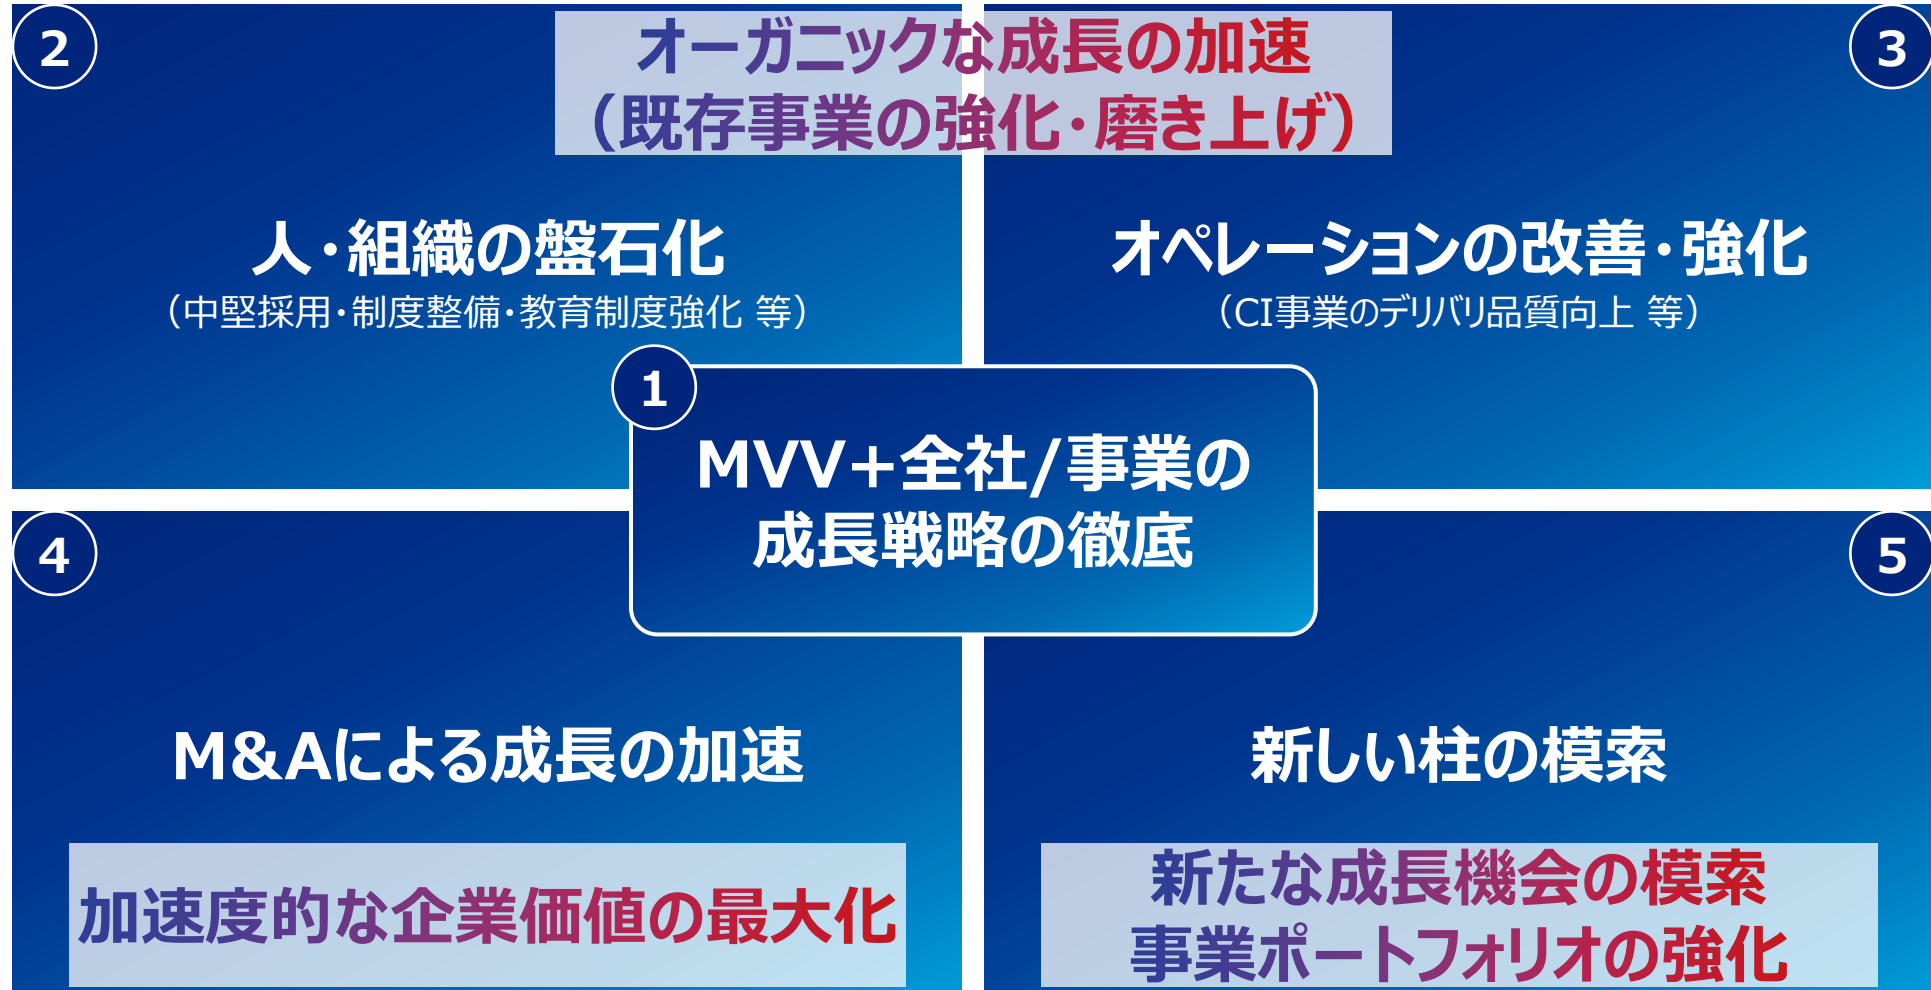 2
オーガニックな成長の加速
（既存事業の強化・磨き上げ）
3
人・組織の盤石化
（中堅採用・制度整備・教育制度強化 等）
オペレーションの改善・強化
（CI事業のデリバリ品質向上 等）
1
MVV+全社/事業の
成長戦略の徹底
4
M&Aによる成長の加速
加速度的な企業価値の最大化
5
新しい柱の模索
新たな成長機会の模索
事業ポートフォリオの強化